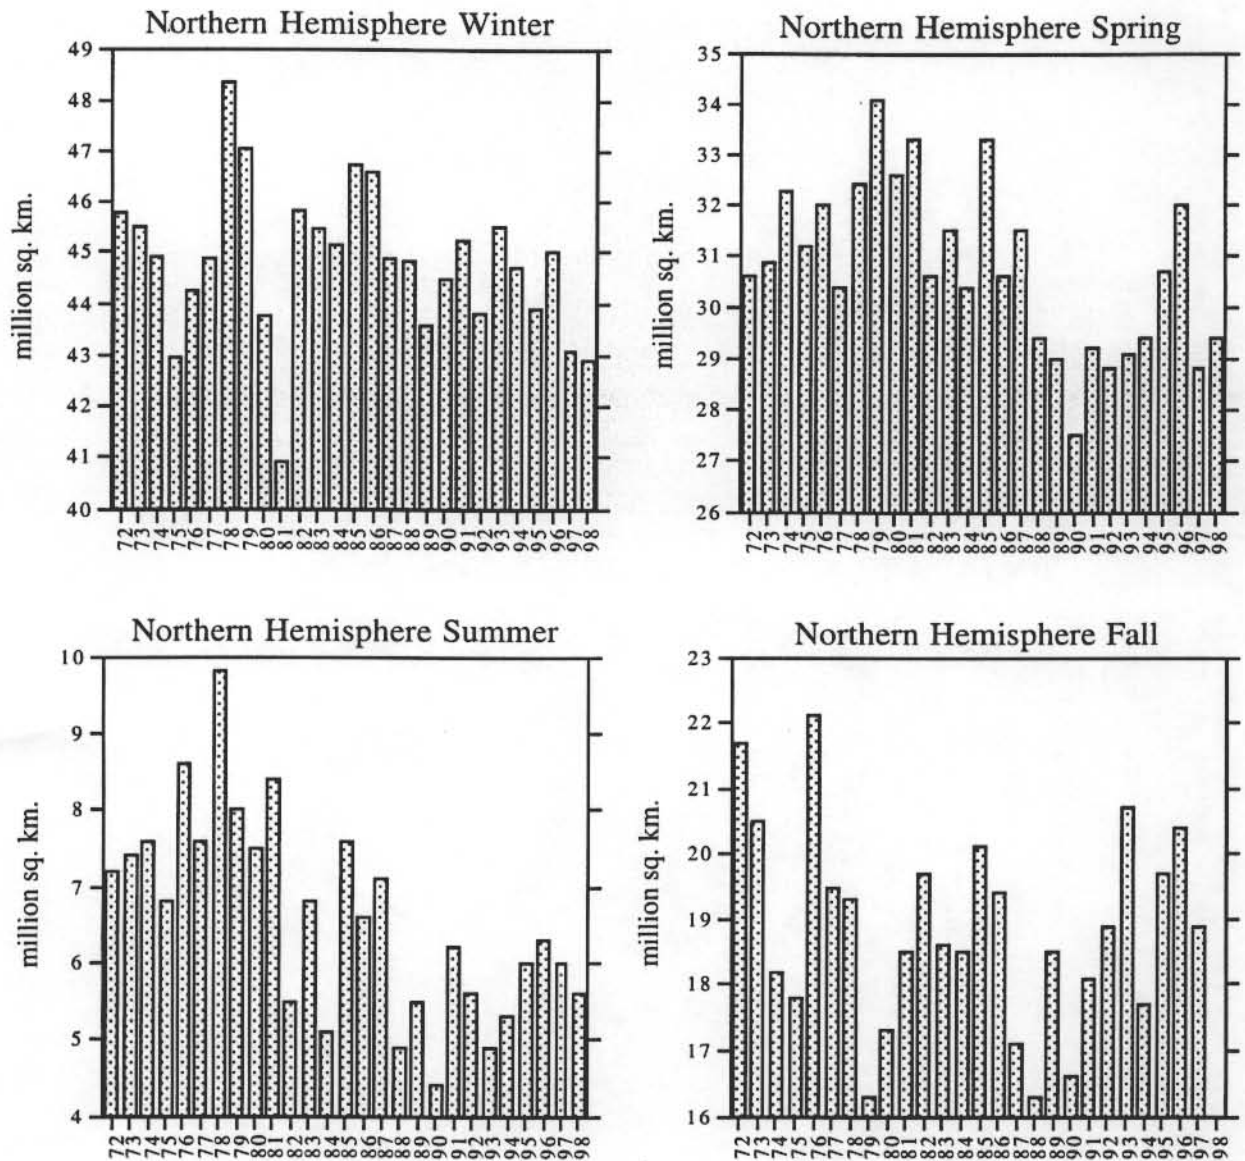 Northern Hemisphere Winter
49
48
47
46
45
44
43
42
41
40
million sq. km.
72 73 74 75 76 77 78 79 80 81 82 83 84 85 86 87 88 89 90 91 92 93 94 95 96 97 98
Northern Hemisphere Spring
35
34
33
32
31
30
29
28
27
26
million sq. km.
72 73 74 75 76 77 78 79 80 81 82 83 84 85 86 87 88 89 90 91 92 93 94 95 96 97 98
Northern Hemisphere Summer
10
9
8
7
6
5
4
million sq. km.
72 73 74 75 76 77 78 79 80 81 82 83 84 85 86 87 88 89 90 91 92 93 94 95 96 97 98
Northern Hemisphere Fall
23
22
21
20
19
18
17
16
million sq. km.
72 73 74 75 76 77 78 79 80 81 82 83 84 85 86 87 88 89 90 91 92 93 94 95 96 97 98